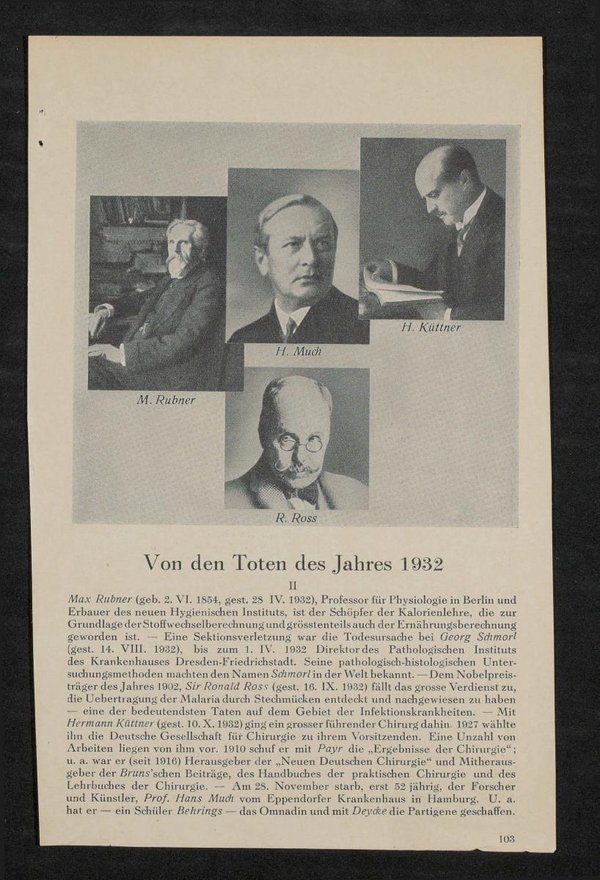 H. Küttner
H. Much
M. Rubner
R. Ross
Von den Toten des Jahres 1932
II
Max Rubner (geb. 2. VI. 1854, gest. 28 IV. 1932), Professor für Physiologie in Berlin und
Erbauer des neuen Hygienischen Instituts, ist der Schöpfer der Kalorienlehre, die zur
Grundlage der Stoffwechselberechnung und grösstenteils auch der Ernährungsberechnung
geworden ist. — Eine Sektionsverletzung war die Todesursache bei Georg Schmorl
(gest. 14. VIII. 1932), bis zum 1. IV. 1932 Direktor des Pathologischen Instituts
des Krankenhauses Dresden-Friedrichstadt. Seine pathologisch-histologischen Unter-
suchungsmethoden machten den Namen Schmorl in der Welt bekannt. — Dem Nobelpreis-
träger des Jahres 1902, Sir Ronald Ross (gest. 16. IX. 1932) fällt das grosse Verdienst zu,
die Uebertragung der Malaria durch Stechmücken entdeckt und nachgewiesen zu haben
— eine der bedeutendsten Taten auf dem Gebiet der Infektionskrankheiten. — Mit
Hermann Küttner (gest. 10. X. 1932) ging ein grosser führender Chirurg dahin. 1927 wählte
ihn die Deutsche Gesellschaft für Chirurgie zu ihrem Vorsitzenden. Eine Unzahl von
Arbeiten liegen von ihm vor. 1910 schuf er mit Payr die „Ergebnisse der Chirurgie“;
u. a. war er (seit 1916) Herausgeber der „Neuen Deutschen Chirurgie“ und Mitheraus-
geber der Bruns'schen Beiträge, des Handbuches der praktischen Chirurgie und des
Lehrbuches der Chirurgie. — Am 28. November starb, erst 52 jährig, der Forscher
und Künstler, Prof. Hans Much vom Eppendorfer Krankenhaus in Hamburg. U. a.
hat er — ein Schüler Behrings — das Omnadin und mit Deycke die Partigene geschaffen.
103